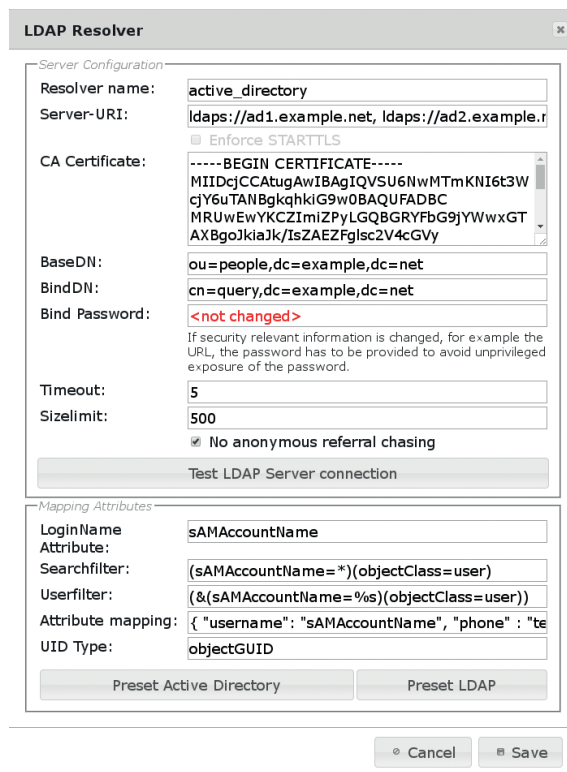 LDAP Resolver
Server Configuration
Resolver name: active_directory
Server-URI: ldaps://ad1.example.net, ldaps://ad2.example.r
Enforce STARTTLS
CA Certificate: -----BEGIN CERTIFICATE-----
MIIDcjCCAtugAwIBAgIQVSU6NwMTmKNI6t3W
cjY6uTANBgkqhkiG9w0BAQUFADBC
MRUwEwYKCZImiZPyLGQBGRYFbG9jYWwxGT
AXBgoJkiaJk/IsZAEZFglsc2V4cGVy
BaseDN: ou=people,dc=example,dc=net
BindDN: cn=query,dc=example,dc=net
Bind Password: <not changed>
If security relevant information is changed, for example the
URL, the password has to be provided to avoid unprivileged
exposure of the password.
Timeout: 5
Sizelimit: 500
No anonymous referral chasing
Test LDAP Server connection
Mapping Attributes
LoginName
Attribute: sAMAccountName
Searchfilter: (sAMAccountName=*)(objectClass=user)
Userfilter: (&(sAMAccountName=%s)(objectClass=user))
Attribute mapping: { "username": "sAMAccountName", "phone" : "te
UID Type: objectGUID
Preset Active Directory Preset LDAP
Cancel Save